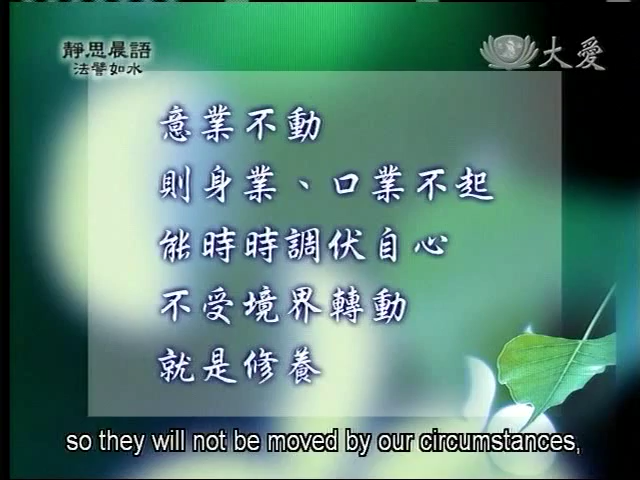 靜思晨語
法譬如水
大愛
意業不動
則身業、口業不起
能時時調伏自心
不受境界轉動
就是修養
so they will not be moved by our circumstances,